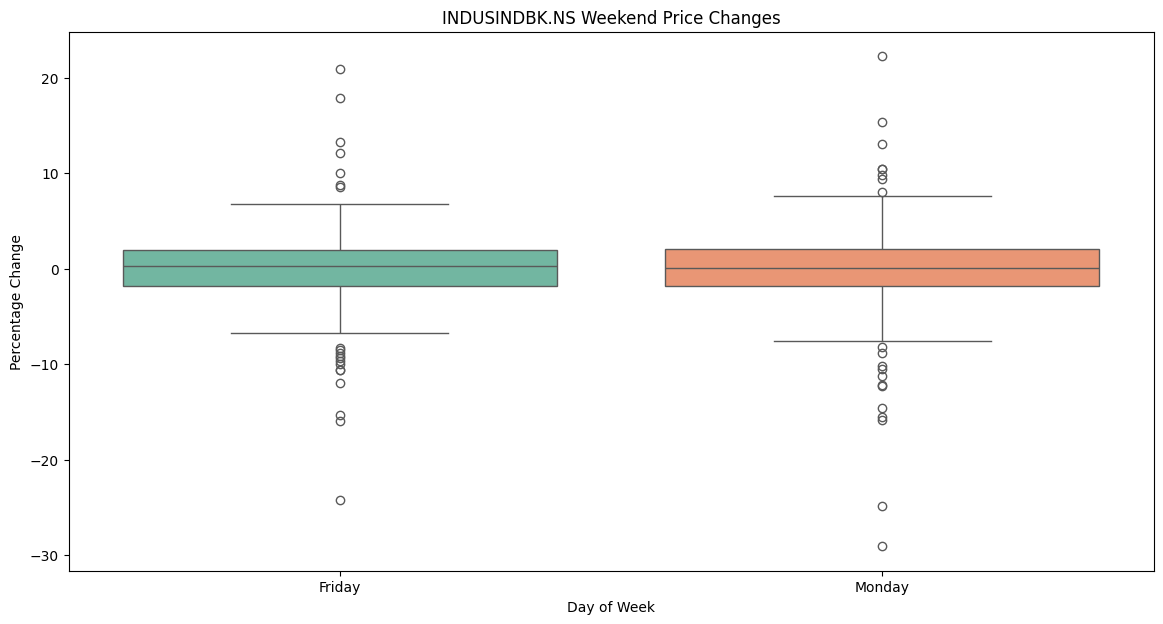 INDUSINDBK.NS Weekend Price Changes
Percentage Change
20
10
0
−10
−20
−30
Friday
Monday
Day of Week